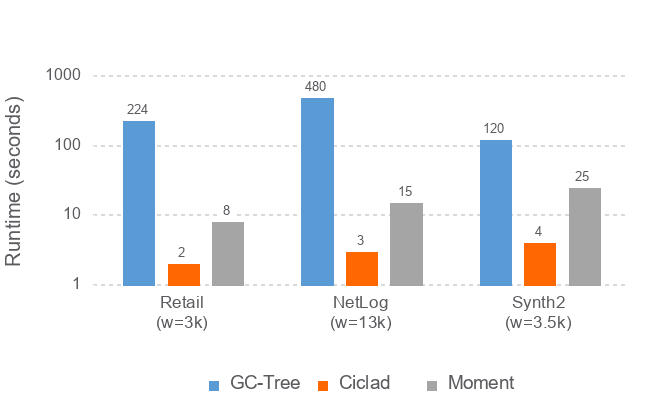 1000
100
10
1
Runtime (seconds)
224
2
8
480
3
15
120
4
25
Retail
(w=3k)
NetLog
(w=13k)
Synth2
(w=3.5k)
GC-Tree
Ciclad
Moment